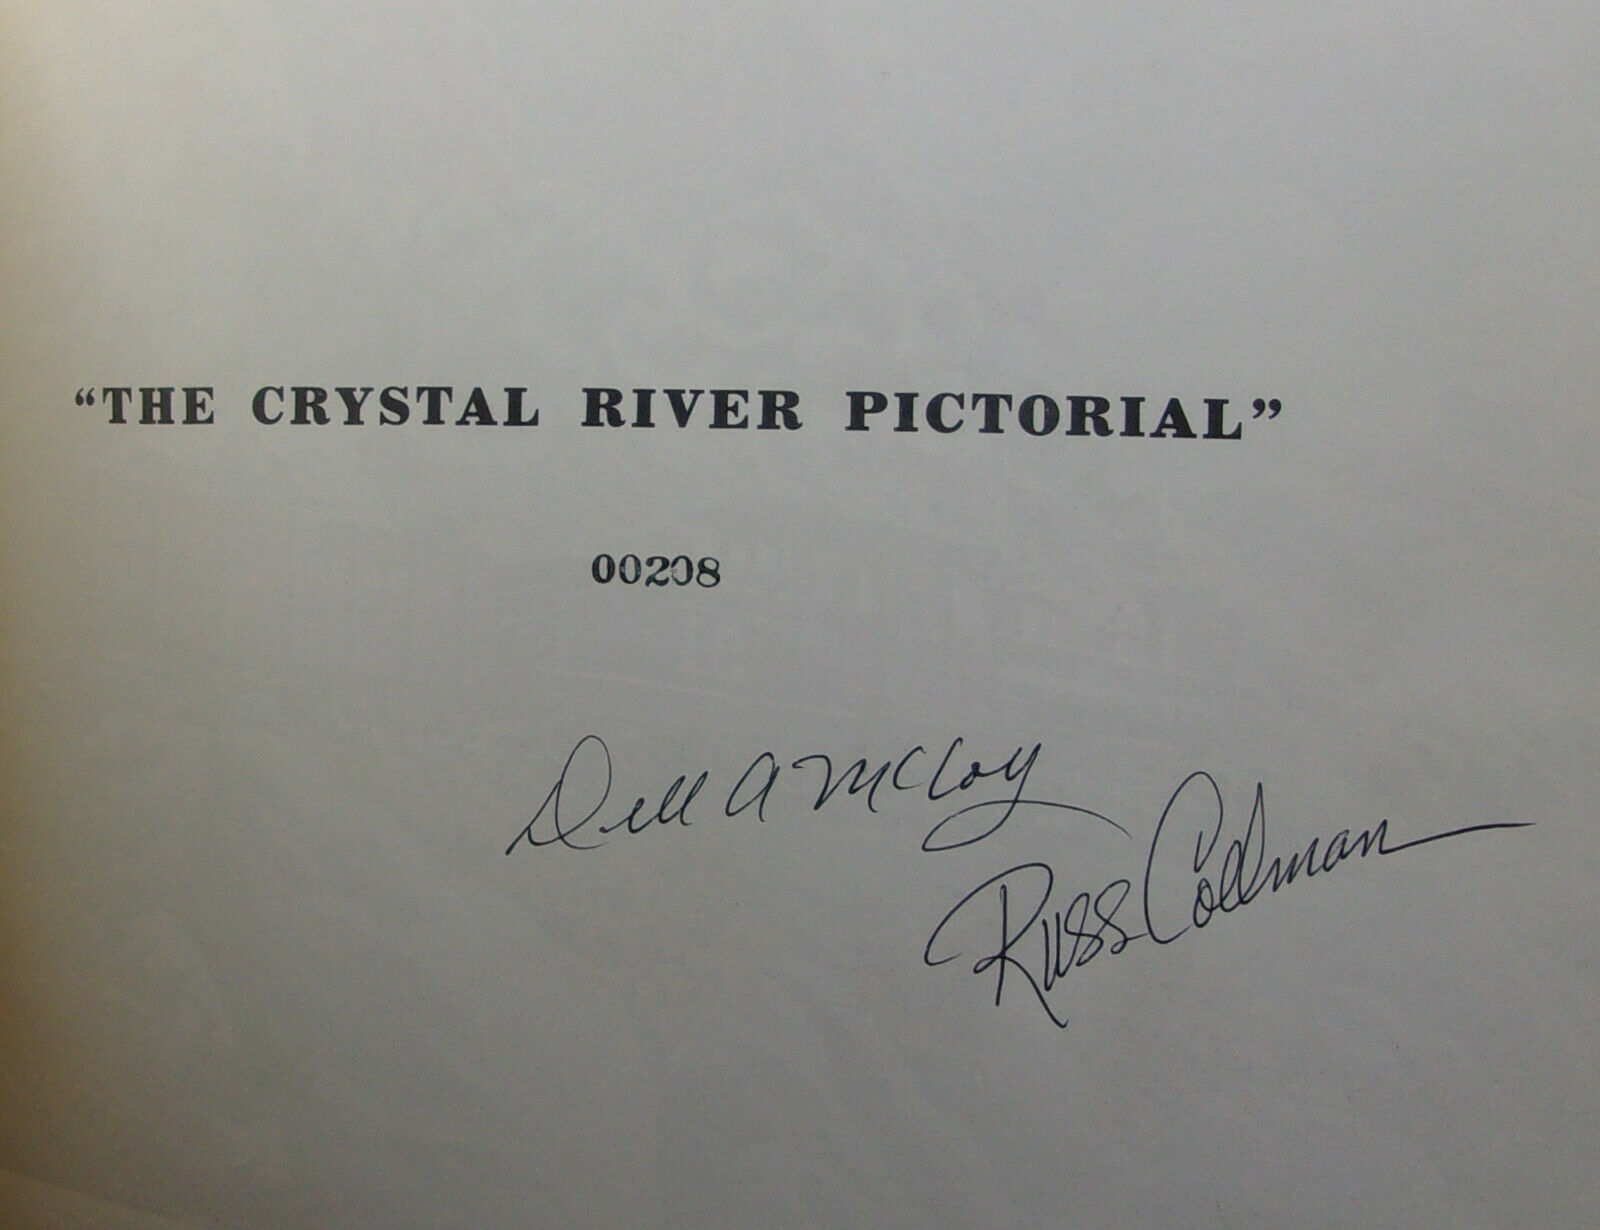 “THE CRYSTAL RIVER PICTORIAL”
00208
Dell A McCoy
Russ Collman